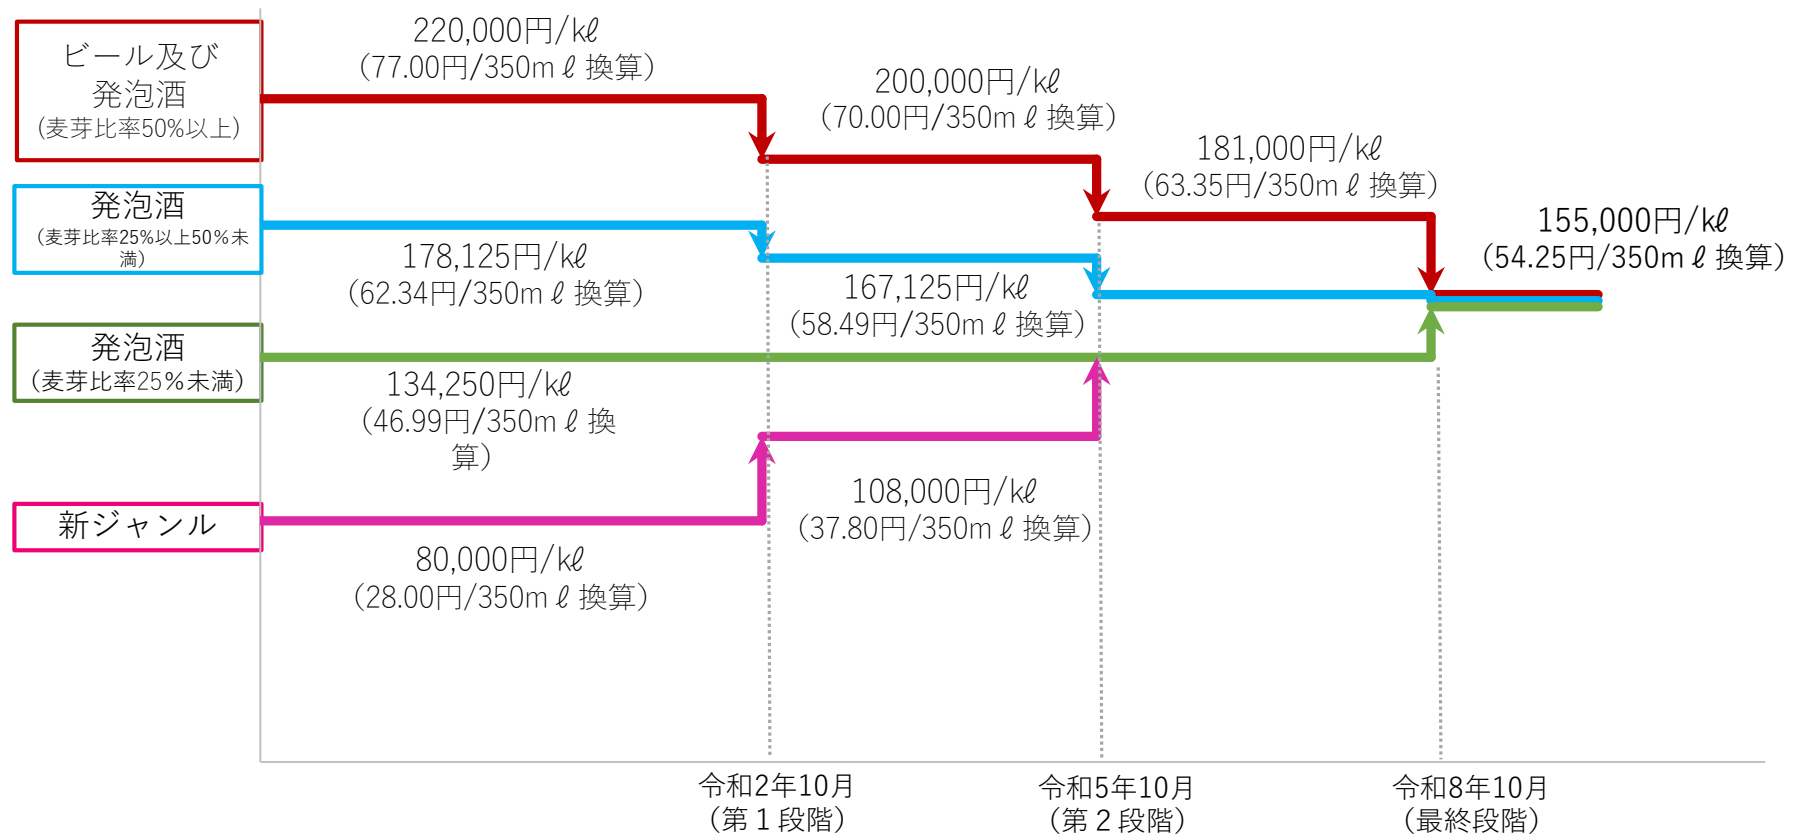 ビール及び
発泡酒
(麦芽比率50%以上)
220,000円/kℓ
(77.00円/350mℓ換算)
200,000円/kℓ
(70.00円/350mℓ換算)
181,000円/kℓ
(63.35円/350mℓ換算)
155,000円/kℓ
(54.25円/350mℓ換算)
発泡酒
(麦芽比率25%以上50%未
満)
178,125円/kℓ
(62.34円/350mℓ換算)
167,125円/kℓ
(58.49円/350mℓ換算)
発泡酒
(麦芽比率25%未満)
134,250円/kℓ
(46.99円/350mℓ換
算)
新ジャンル
80,000円/kℓ
(28.00円/350mℓ換算)
108,000円/kℓ
(37.80円/350mℓ換算)
令和2年10月
(第1段階)
令和5年10月
(第2段階)
令和8年10月
(最終段階)